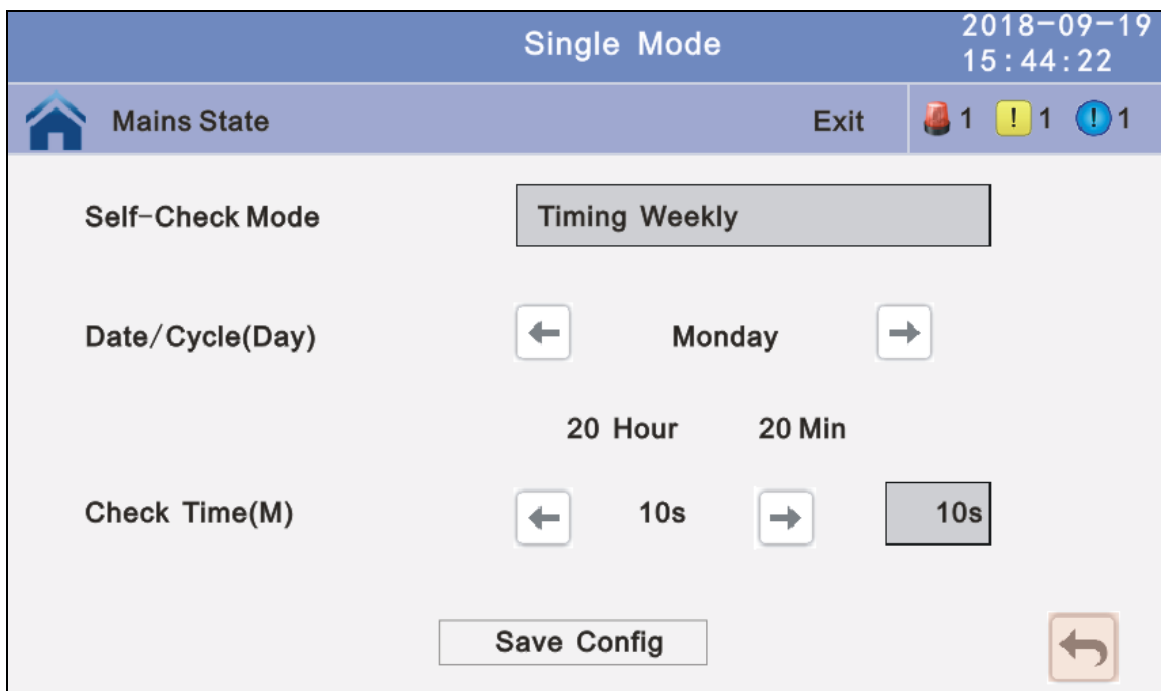 Single Mode
2018-09-19
15:44:22
Mains State Exit 1 ! 1 ! 1
Self-Check Mode Timing Weekly
Date/Cycle(Day) Monday
20 Hour 20 Min
Check Time(M) 10s 10s
Save Config